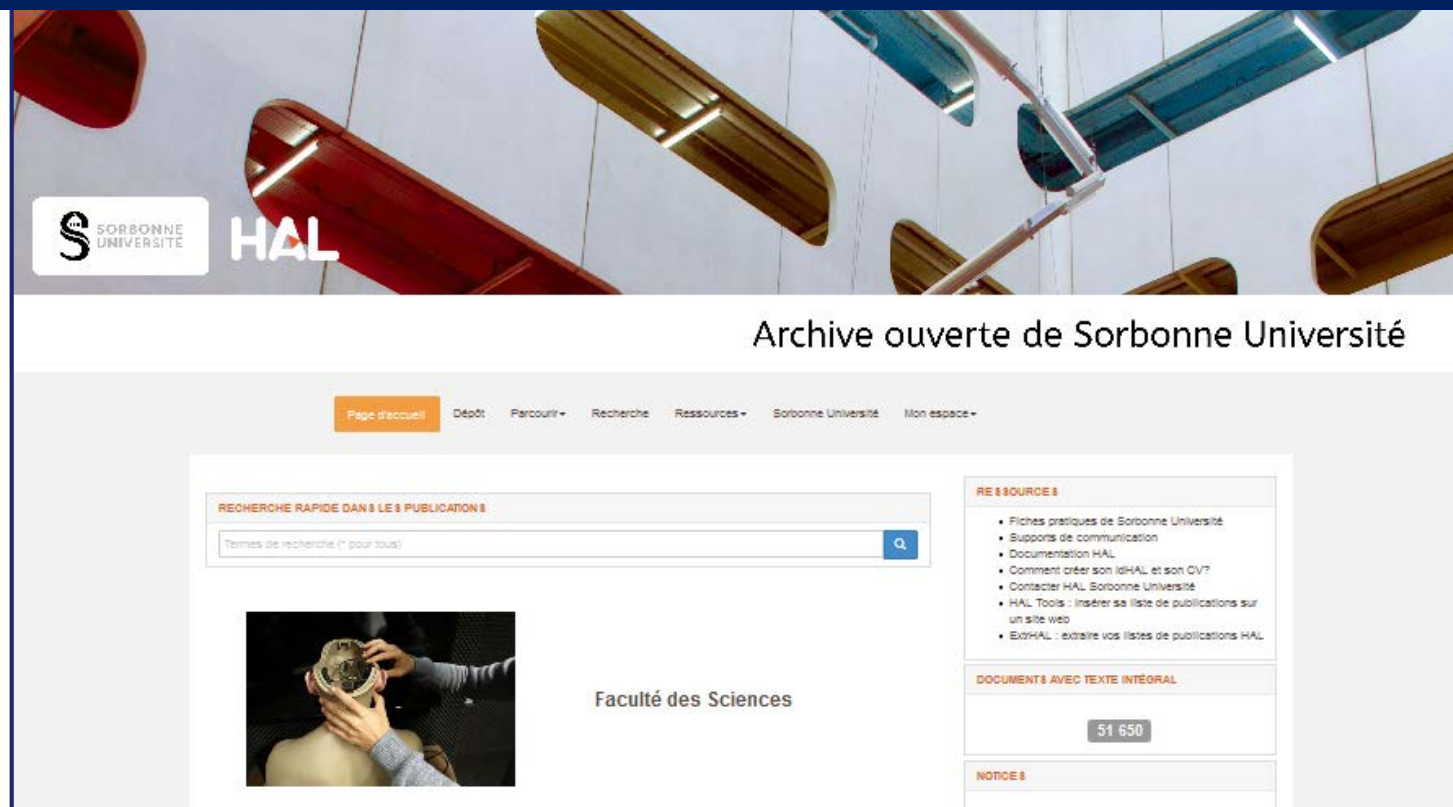 SORBONNE
UNIVERSITÉ
HAL
Archive ouverte de Sorbonne Université
Page d'accueil Dépôt Parcourir Recherche Ressources Sorbonne Université Mon espace
RECHERCHE RAPIDE DANS LES PUBLICATIONS
Termes de recherche (* pour tous)
Faculté des Sciences
RESSOURCES
• Fiches pratiques de Sorbonne Université
• Supports de communication
• Documentation HAL
• Comment créer son IdHAL et son CV?
• Contacter HAL Sorbonne Université
• HAL Tools : insérer sa liste de publications sur
un site web
• ExtrHAL : extraire vos listes de publications HAL
DOCUMENTS AVEC TEXTE INTÉGRAL
51 650
NOTICES